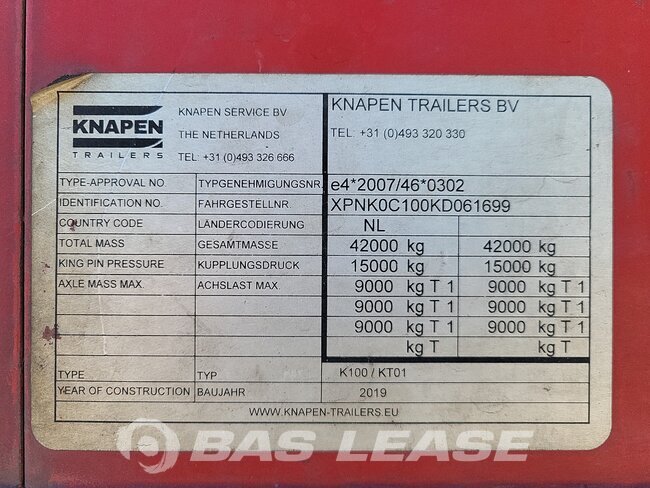 KNAPEN
TRAILERS
KNAPEN SERVICE BV
THE NETHERLANDS
TEL: +31 (0)493 326 666
KNAPEN TRAILERS BV
TEL: +31 (0)493 320 330
TYPE-APPROVAL NO TYPGENEHMIGUNGSNR. e4*2007/46*0302
IDENTIFICATION NO. FAHRGESTELLNR. XPNK0C100KD061699
COUNTRY CODE LÄNDERCODIERUNG NL
TOTAL MASS GESAMTMASSE 42000 kg 42000 kg
KING PIN PRESSURE KUPPLUNGSDRUCK 15000 kg 15000 kg
AXLE MASS MAX. ACHSLAST MAX. 9000 kg T 1 9000 kg T 1
9000 kg T 1 9000 kg T 1
9000 kg T 1 9000 kg T 1
kg T kg T
TYPE TYP K100 / KT01
YEAR OF CONSTRUCTION BAUJAHR 2019
WWW.KNAPEN-TRAILERS.EU
BAS LEASE